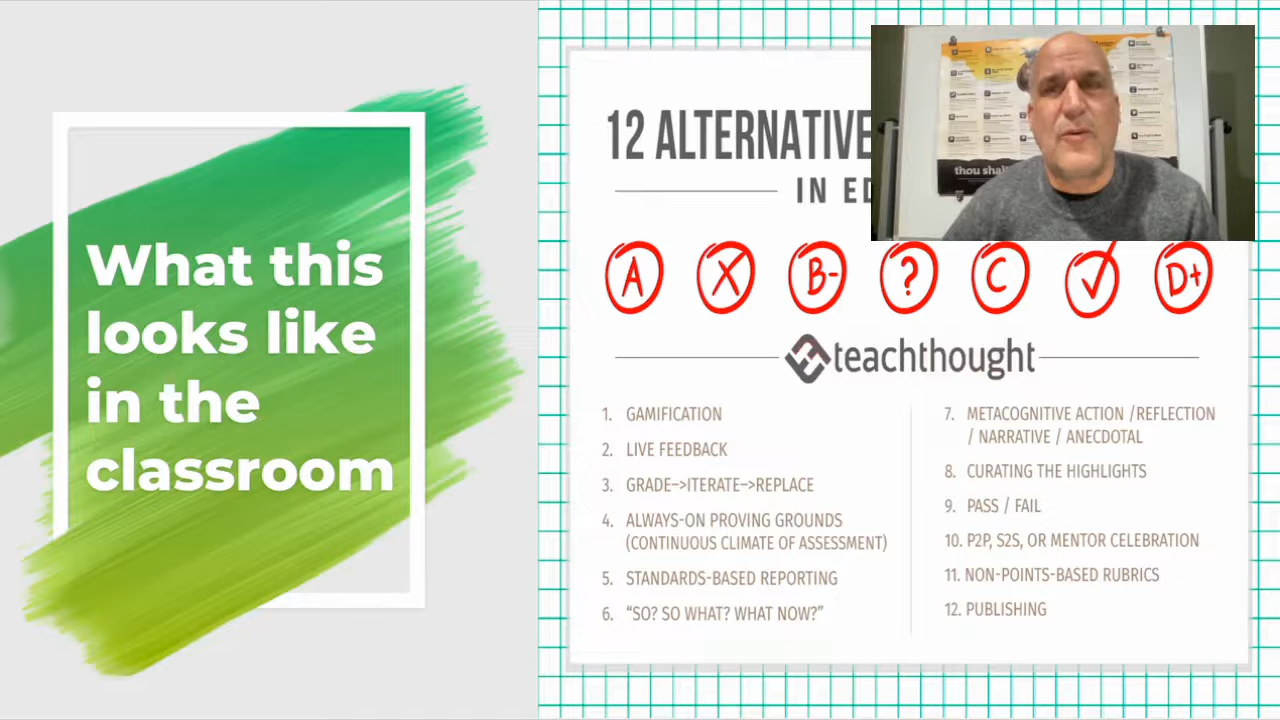 What this
looks like
in the
classroom
12 ALTERNATIVE
IN ED
A X B- ? C ✓ D+
teachthought
1. GAMIFICATION
2. LIVE FEEDBACK
3. GRADE->ITERATE->REPLACE
4. ALWAYS-ON PROVING GROUNDS
(CONTINUOUS CLIMATE OF ASSESSMENT)
5. STANDARDS-BASED REPORTING
6. “SO? SO WHAT? WHAT NOW?”
7. METACOGNITIVE ACTION /REFLECTION
/ NARRATIVE / ANECDOTAL
8. CURATING THE HIGHLIGHTS
9. PASS / FAIL
10. P2P, S2S, OR MENTOR CELEBRATION
11. NON-POINTS-BASED RUBRICS
12. PUBLISHING
thou shal